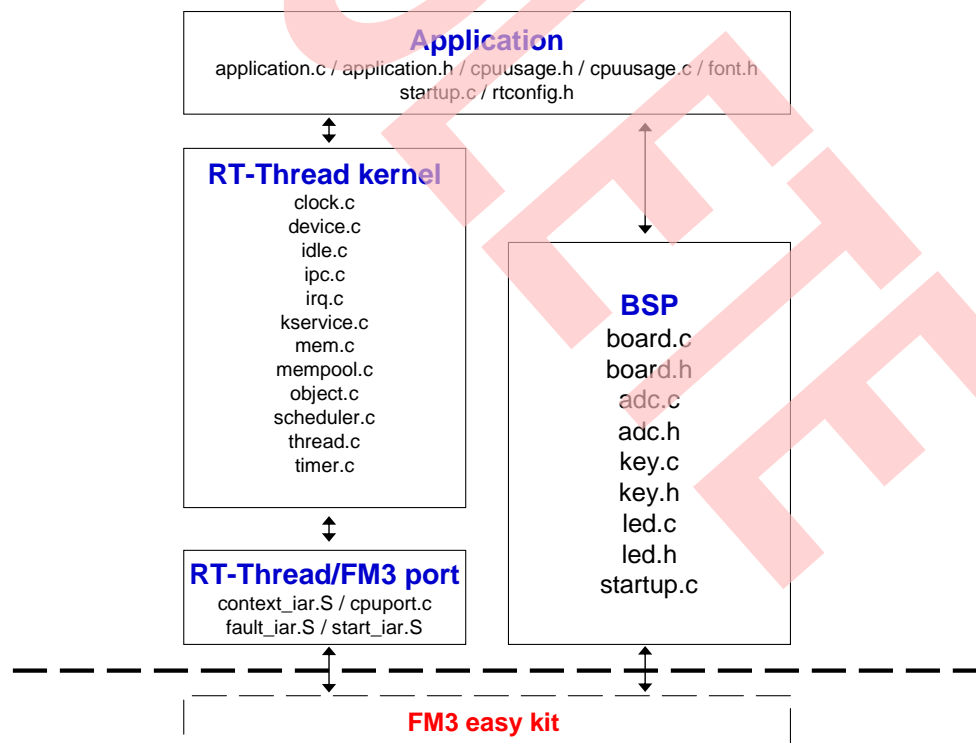 Application
application.c / application.h / cpuusage.h / cpuusage.c / font.h
startup.c / rtconfig.h
RT-Thread kernel
clock.c
device.c
idle.c
ipc.c
irq.c
kservice.c
mem.c
mempool.c
object.c
scheduler.c
thread.c
timer.c
BSP
board.c
board.h
adc.c
adc.h
key.c
key.h
led.c
led.h
startup.c
RT-Thread/FM3 port
context_iar.S / cpuport.c
fault_iar.S / start_iar.S
FM3 easy kit